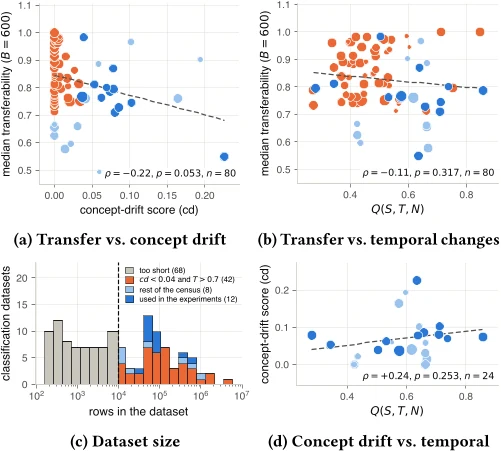 median transferability (B = 600)
1.1
1.0
0.9
0.8
0.7
0.6
0.5
ρ = −0.22, p = 0.053, n = 80
0.00 0.05 0.10 0.15 0.20
concept-drift score (cd)
(a) Transfer vs. concept drift
median transferability (B = 600)
1.1
1.0
0.9
0.8
0.7
0.6
0.5
ρ = −0.11, p = 0.317, n = 80
0.4 0.6 0.8
Q(S, T, N)
(b) Transfer vs. temporal changes
classification datasets
20
15
10
5
0
too short (68)
cd < 0.04 and T > 0.7 (42)
rest of the census (8)
used in the experiments (12)
10² 10³ 10⁴ 10⁵ 10⁶ 10⁷
rows in the dataset
(c) Dataset size
concept-drift score (cd)
0.2
0.1
0.0
ρ = +0.24, p = 0.253, n = 24
0.4 0.6 0.8
Q(S, T, N)
(d) Concept drift vs. temporal